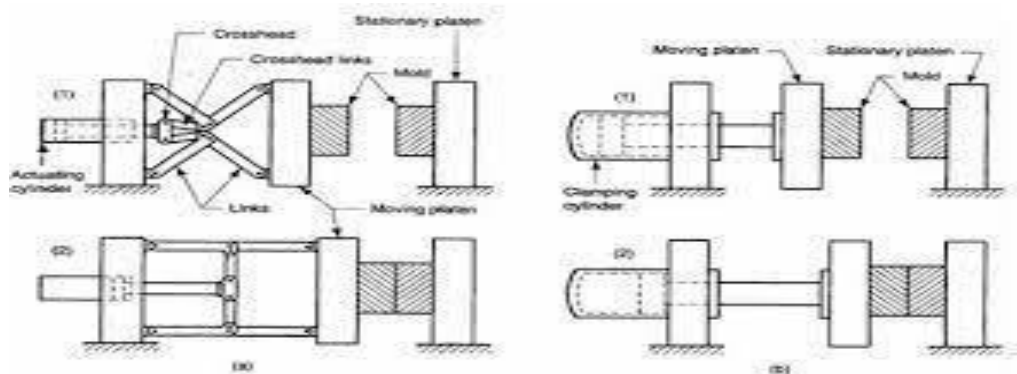 Stationary platen
Crosshead
Crosshead links
Mold
(1)
Actuating
cylinder
Links
Moving platen
(2)
(a)
Moving platen
Stationary platen
Mold
(1)
Clamping
cylinder
(2)
(b)